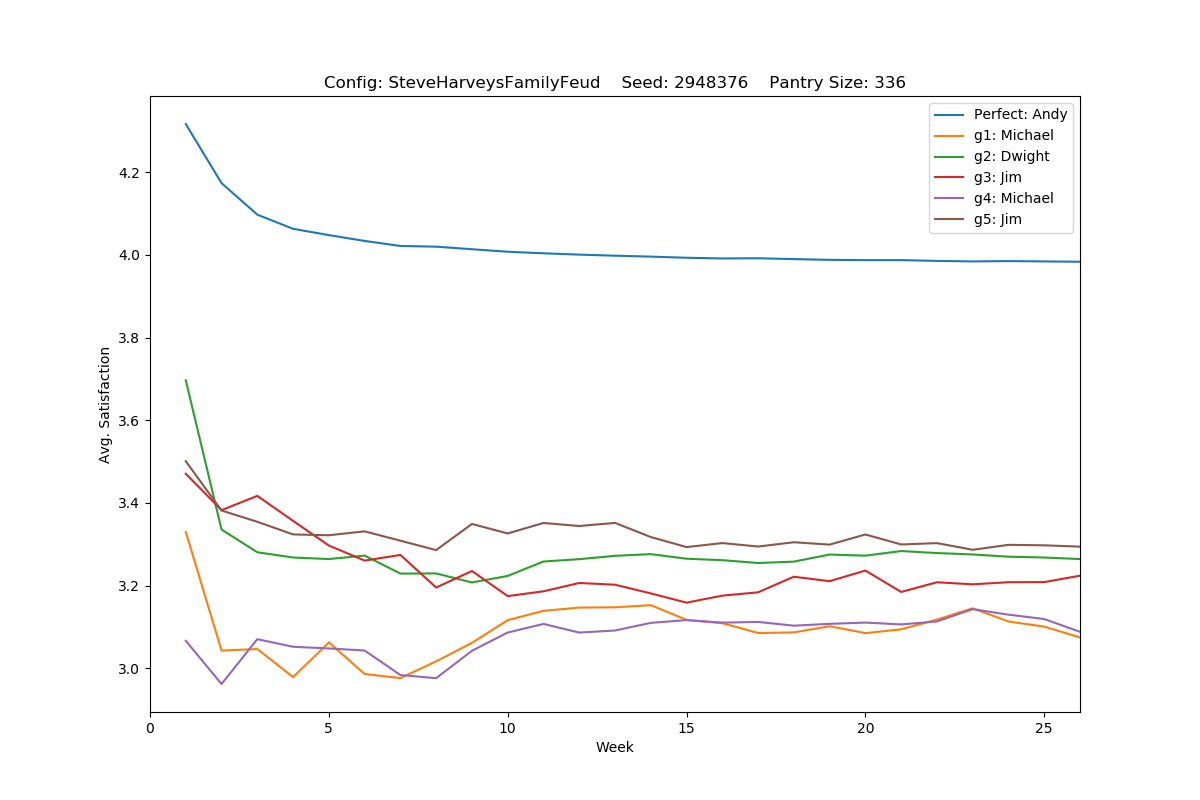 Config: SteveHarveysFamilyFeud    Seed: 2948376    Pantry Size: 336
Perfect: Andy
g1: Michael
g2: Dwight
g3: Jim
g4: Michael
g5: Jim
Avg. Satisfaction
4.2
4.0
3.8
3.6
3.4
3.2
3.0
0 5 10 15 20 25
Week